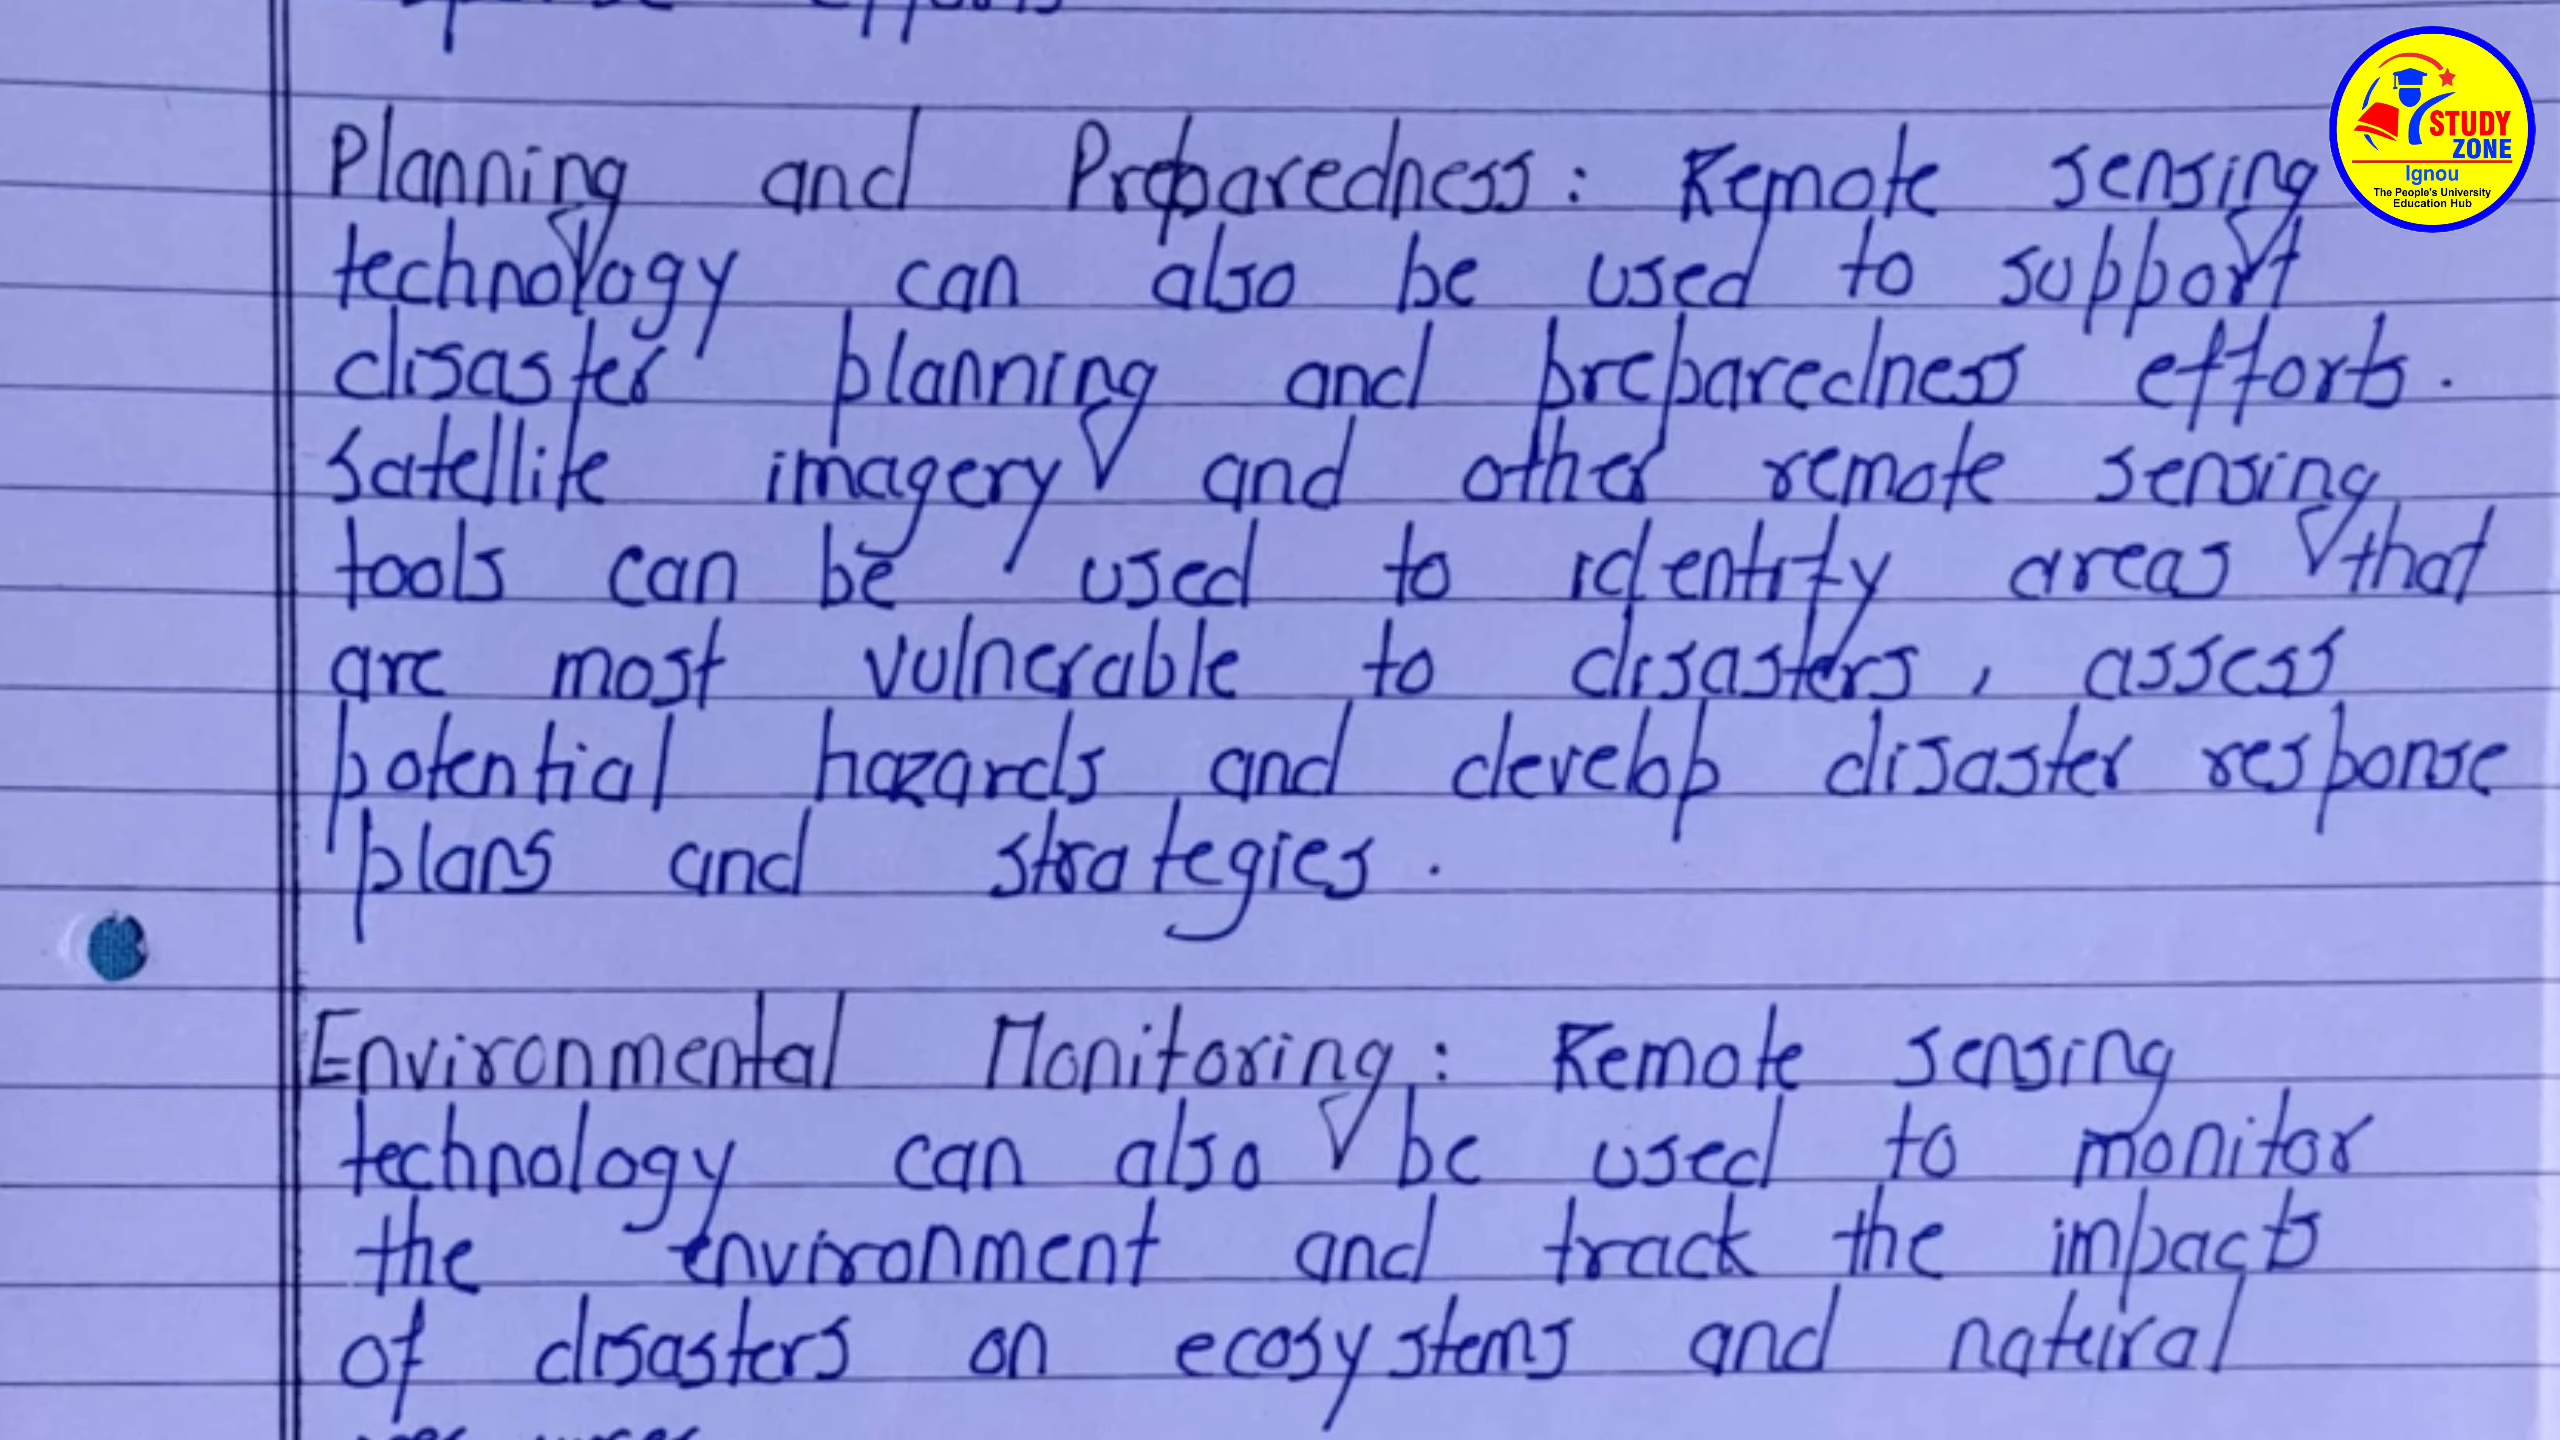 efforts
Planning and Preparedness: Remote sensing
technology can also be used to support
disaster planning and preparedness efforts.
Satellite imagery and other remote sensing
tools can be used to identify areas that
are most vulnerable to disasters, assess
potential hazards and develop disaster response
plans and strategies.
Environmental Monitoring: Remote sensing
technology can also be used to monitor
the environment and track the impacts
of disasters on ecosystems and natural
STUDY
ZONE
Ignou
The People's University
Education Hub